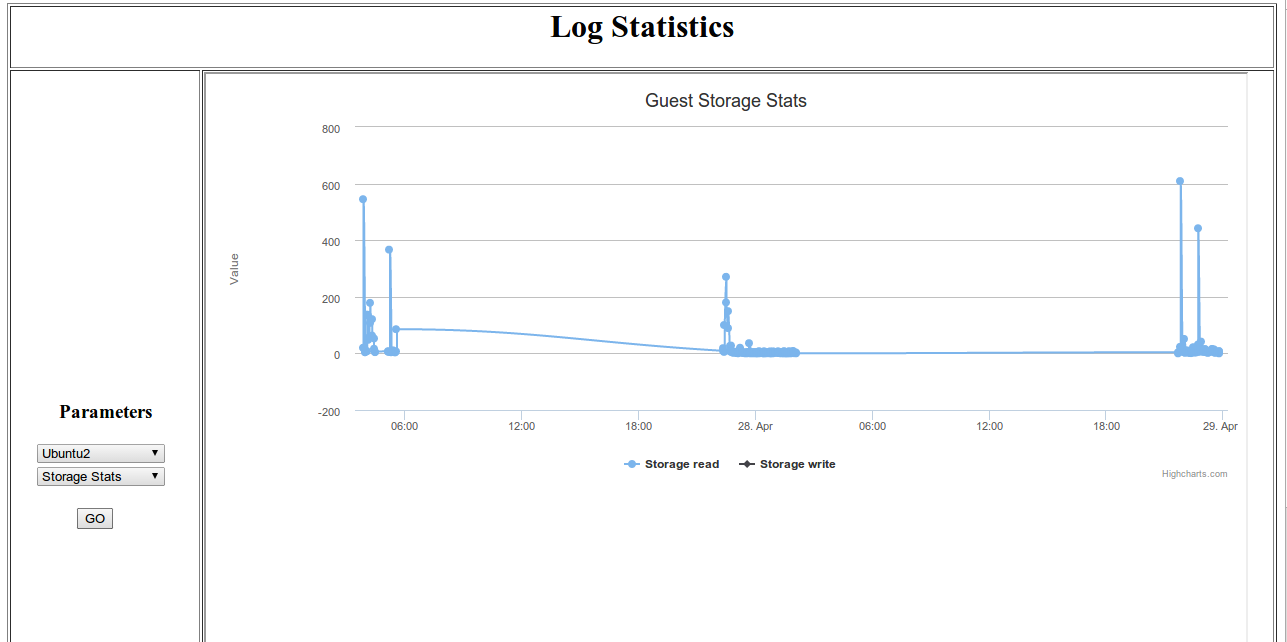 Log Statistics
Guest Storage Stats
800
600
400
200
0
-200
Value
06:00 12:00 18:00 28. Apr 06:00 12:00 18:00 29. Apr
Storage read Storage write
Highcharts.com
Parameters
Ubuntu2
Storage Stats
GO